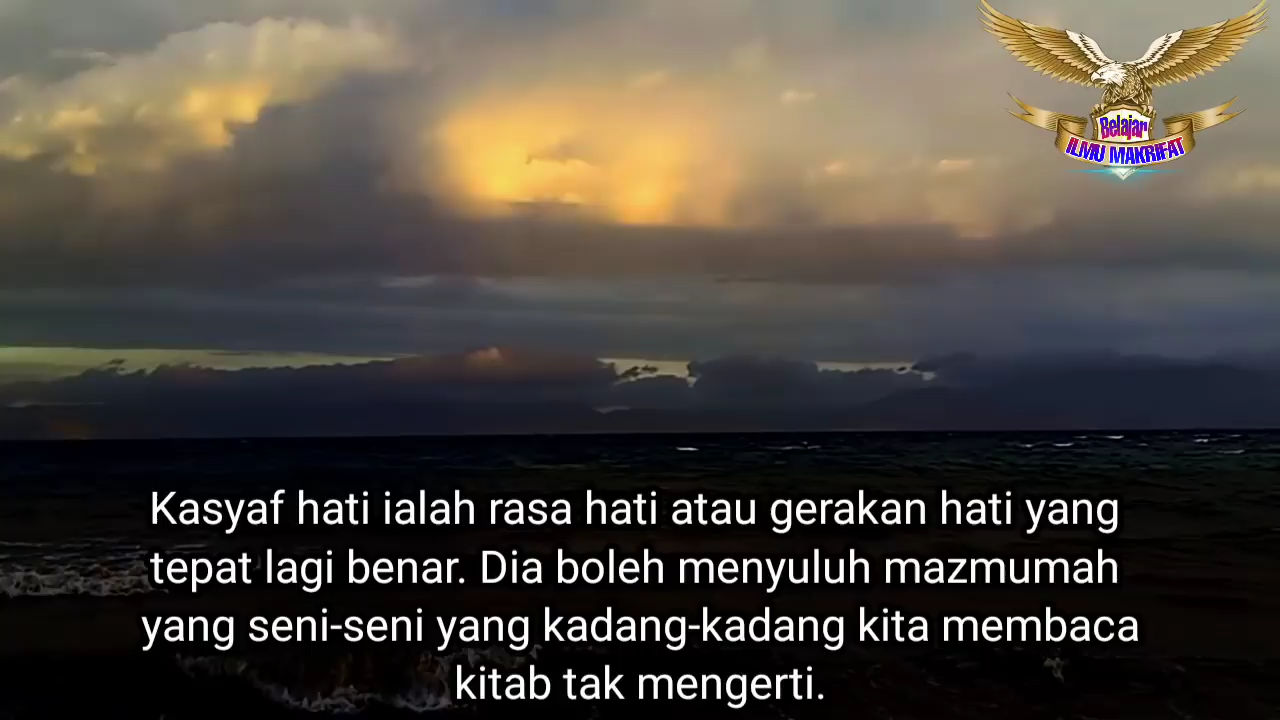 Belajar
ILMU MAKRIFAT
Kasyaf hati ialah rasa hati atau gerakan hati yang
tepat lagi benar. Dia boleh menyuluh mazmumah
yang seni-seni yang kadang-kadang kita membaca
kitab tak mengerti.